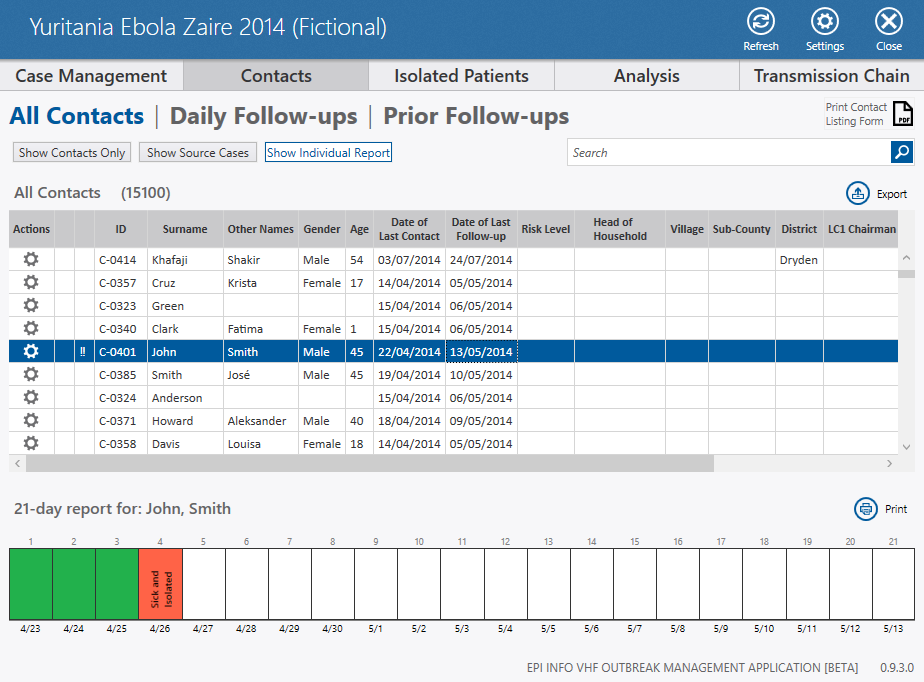 Yuritania Ebola Zaire 2014 (Fictional)
Refresh Settings Close
Case Management Contacts Isolated Patients Analysis Transmission Chain
All Contacts | Daily Follow-ups | Prior Follow-ups
Print Contact
Listing Form
PDF
Show Contacts Only Show Source Cases Show Individual Report Search
All Contacts (15100) Export
Actions ID Surname Other Names Gender Age Date of Last Contact Date of Last Follow-up Risk Level Head of Household Village Sub-County District LC1 Chairman
C-0414 Khafaji Shakir Male 54 03/07/2014 24/07/2014 Dryden
C-0357 Cruz Krista Female 17 14/04/2014 05/05/2014
C-0323 Green 15/04/2014 06/05/2014
C-0340 Clark Fatima Female 1 15/04/2014 06/05/2014
!! C-0401 John Smith Male 45 22/04/2014 13/05/2014
C-0385 Smith José Male 45 19/04/2014 10/05/2014
C-0324 Anderson 15/04/2014 06/05/2014
C-0371 Howard Aleksander Male 40 18/04/2014 09/05/2014
C-0358 Davis Louisa Female 18 14/04/2014 05/05/2014
21-day report for: John, Smith Print
1 2 3 4 5 6 7 8 9 10 11 12 13 14 15 16 17 18 19 20 21
Sick and
Isolated
4/23 4/24 4/25 4/26 4/27 4/28 4/29 4/30 5/1 5/2 5/3 5/4 5/5 5/6 5/7 5/8 5/9 5/10 5/11 5/12 5/13
EPI INFO VHF OUTBREAK MANAGEMENT APPLICATION [BETA] 0.9.3.0